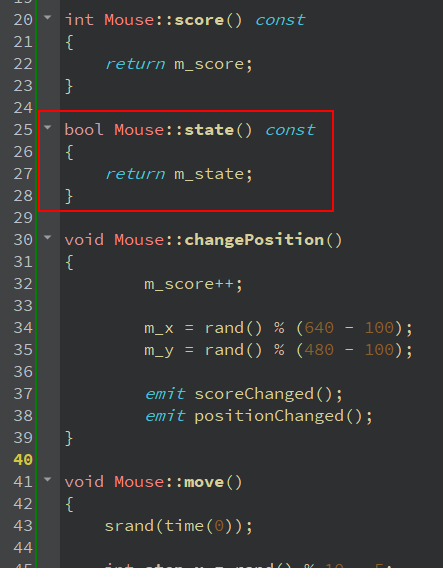 20 int Mouse::score() const
21 {
22 return m_score;
23 }
24
25 bool Mouse::state() const
26 {
27 return m_state;
28 }
29
30 void Mouse::changePosition()
31 {
32 m_score++;
33
34 m_x = rand() % (640 - 100);
35 m_y = rand() % (480 - 100);
36
37 emit scoreChanged();
38 emit positionChanged();
39 }
40
41 void Mouse::move()
42 {
43 srand(time(0));
44